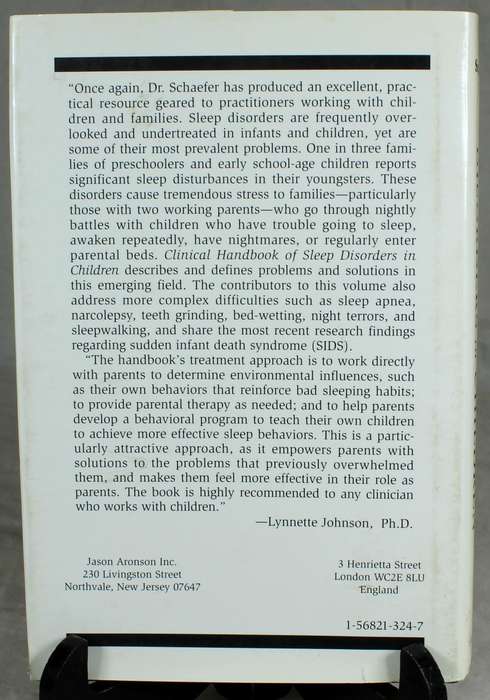 “Once again, Dr. Schaefer has produced an excellent, prac-
tical resource geared to practitioners working with chil-
dren and families. Sleep disorders are frequently over-
looked and undertreated in infants and children, yet are
some of their most prevalent problems. One in three fami-
lies of preschoolers and early school-age children reports
significant sleep disturbances in their youngsters. These
disorders cause tremendous stress to families—particularly
those with two working parents—who go through nightly
battles with children who have trouble going to sleep,
awaken repeatedly, have nightmares, or regularly enter
parental beds. Clinical Handbook of Sleep Disorders in
Children describes and defines problems and solutions in
this emerging field. The contributors to this volume also
address more complex difficulties such as sleep apnea,
narcolepsy, teeth grinding, bed-wetting, night terrors, and
sleepwalking, and share the most recent research findings
regarding sudden infant death syndrome (SIDS).
“The handbook’s treatment approach is to work directly
with parents to determine environmental influences, such
as their own behaviors that reinforce bad sleeping habits;
to provide parental therapy as needed; and to help parents
develop a behavioral program to teach their own children
to achieve more effective sleep behaviors. This is a partic-
ularly attractive approach, as it empowers parents with
solutions to the problems that previously overwhelmed
them, and makes them feel more effective in their role as
parents. The book is highly recommended to any clinician
who works with children.”
—Lynnette Johnson, Ph.D.
Jason Aronson Inc.
230 Livingston Street
Northvale, New Jersey 07647
3 Henrietta Street
London WC2E 8LU
England
1-56821-324-7